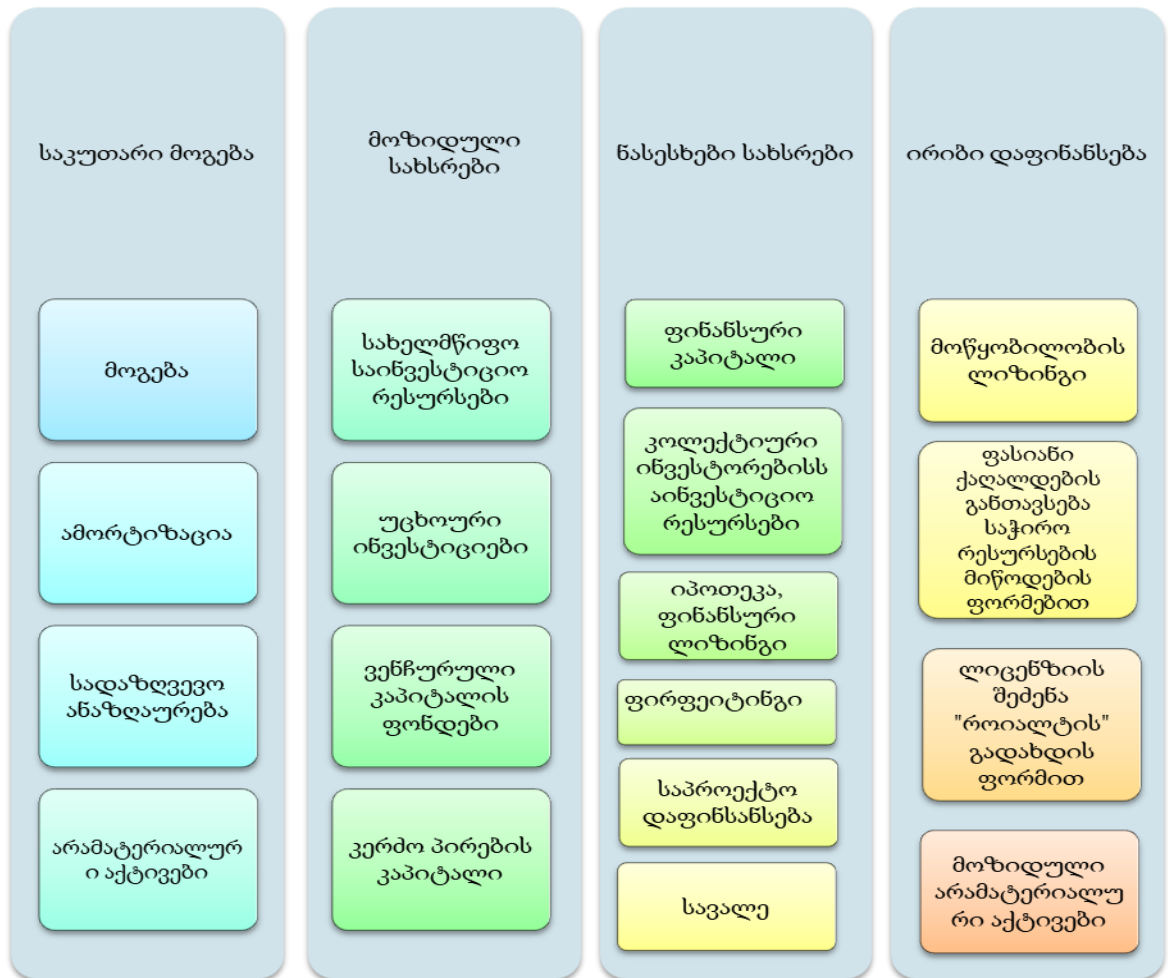 საკუთარი მოგება
მოგება
ამორტიზაცია
სადაზღვევო
ანაზღაურება
არამატერიალურ
ი აქტივები
მოზიდული
სახსრები
სახელმწიფო
საინვესტიციო
რესურსები
უცხოური
ინვესტიციები
ვენჩურული
კაპიტალის
ფონდები
კერძო პირების
კაპიტალი
ნასესხები სახსრები
ფინანსური
კაპიტალი
კოლექტიური
ინვესტორებისს
აინვესტიციო
რესურსები
იპოთეკა,
ფინანსური
ლიზინგი
ფირფეიტინგი
საპროექტო
დაფინსანსება
სავალე
ირიბი დაფინანსება
მოწყობილობის
ლიზინგი
ფასიანი
ქაღალდების
განთავსება
საჭირო
რესურსების
მიწოდების
ფორმებით
ლიცენზიის
შეძენა
"როიალტის"
გადახდის
ფორმით
მოზიდული
არამატერიალუ
რი აქტივები